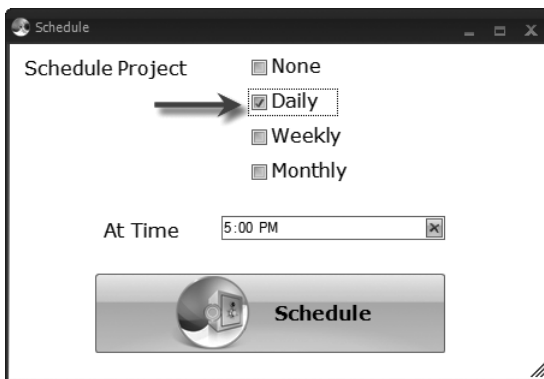 Schedule
Schedule Project
None
Daily
Weekly
Monthly
At Time
5:00 PM
Schedule